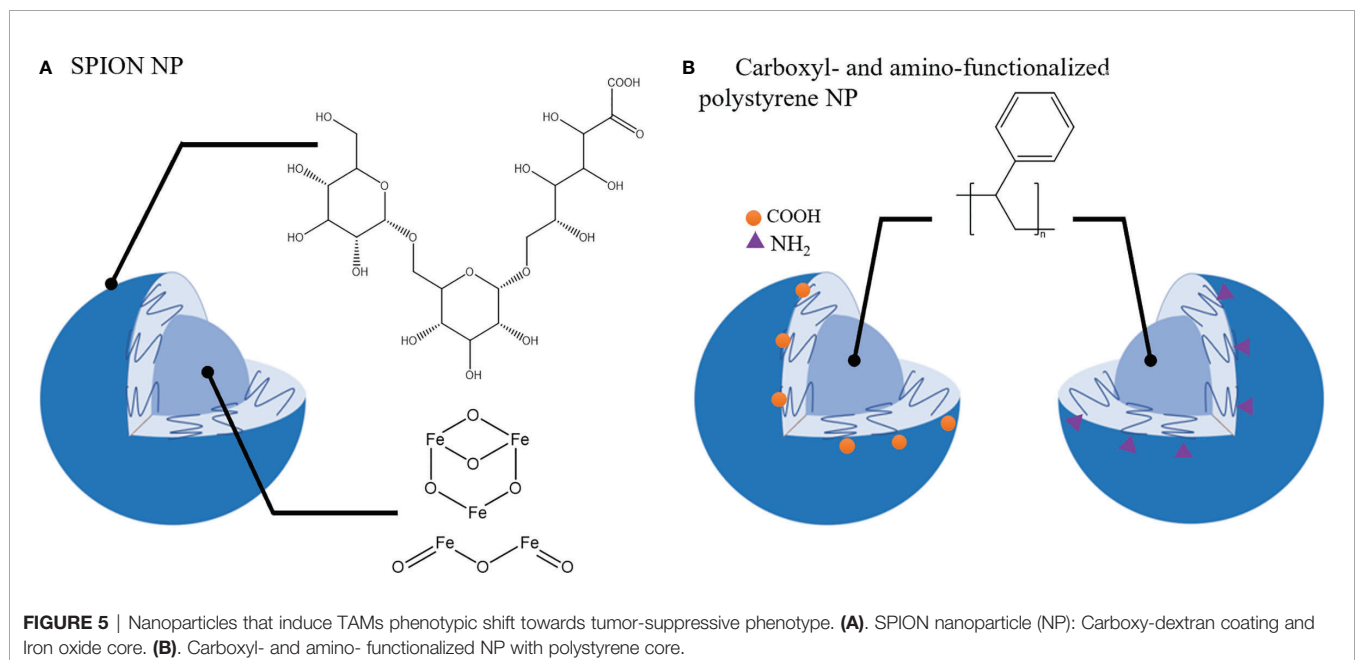 A SPION NP
COOH
HO
HO
O
HO
HO
OH
O
HO
OH
HO
O
OH
OH
O
O
O
HO
OH
OH
OH
O
Fe
Fe
O
O
O
Fe
Fe
Fe
O
O
O
B Carboxyl- and amino-functionalized
polystyrene NP
n
COOH
NH₂
FIGURE 5 | Nanoparticles that induce TAMs phenotypic shift towards tumor-suppressive phenotype. (A). SPION nanoparticle (NP): Carboxy-dextran coating and
Iron oxide core. (B). Carboxyl- and amino- functionalized NP with polystyrene core.